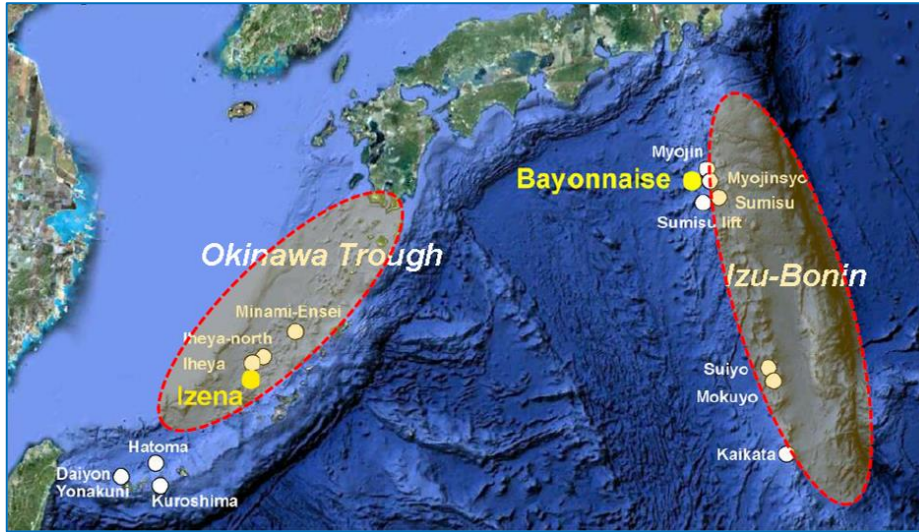 Myojin
Bayonnaise
Myojinsyo
Sumisu
Sumisu lift
Okinawa Trough
Izu-Bonin
Minami-Ensei
Iheya-north
Iheya
Izena
Suiyo
Mokuyo
Hatoma
Daiyon
Yonakuni
Kuroshima
Kaikata